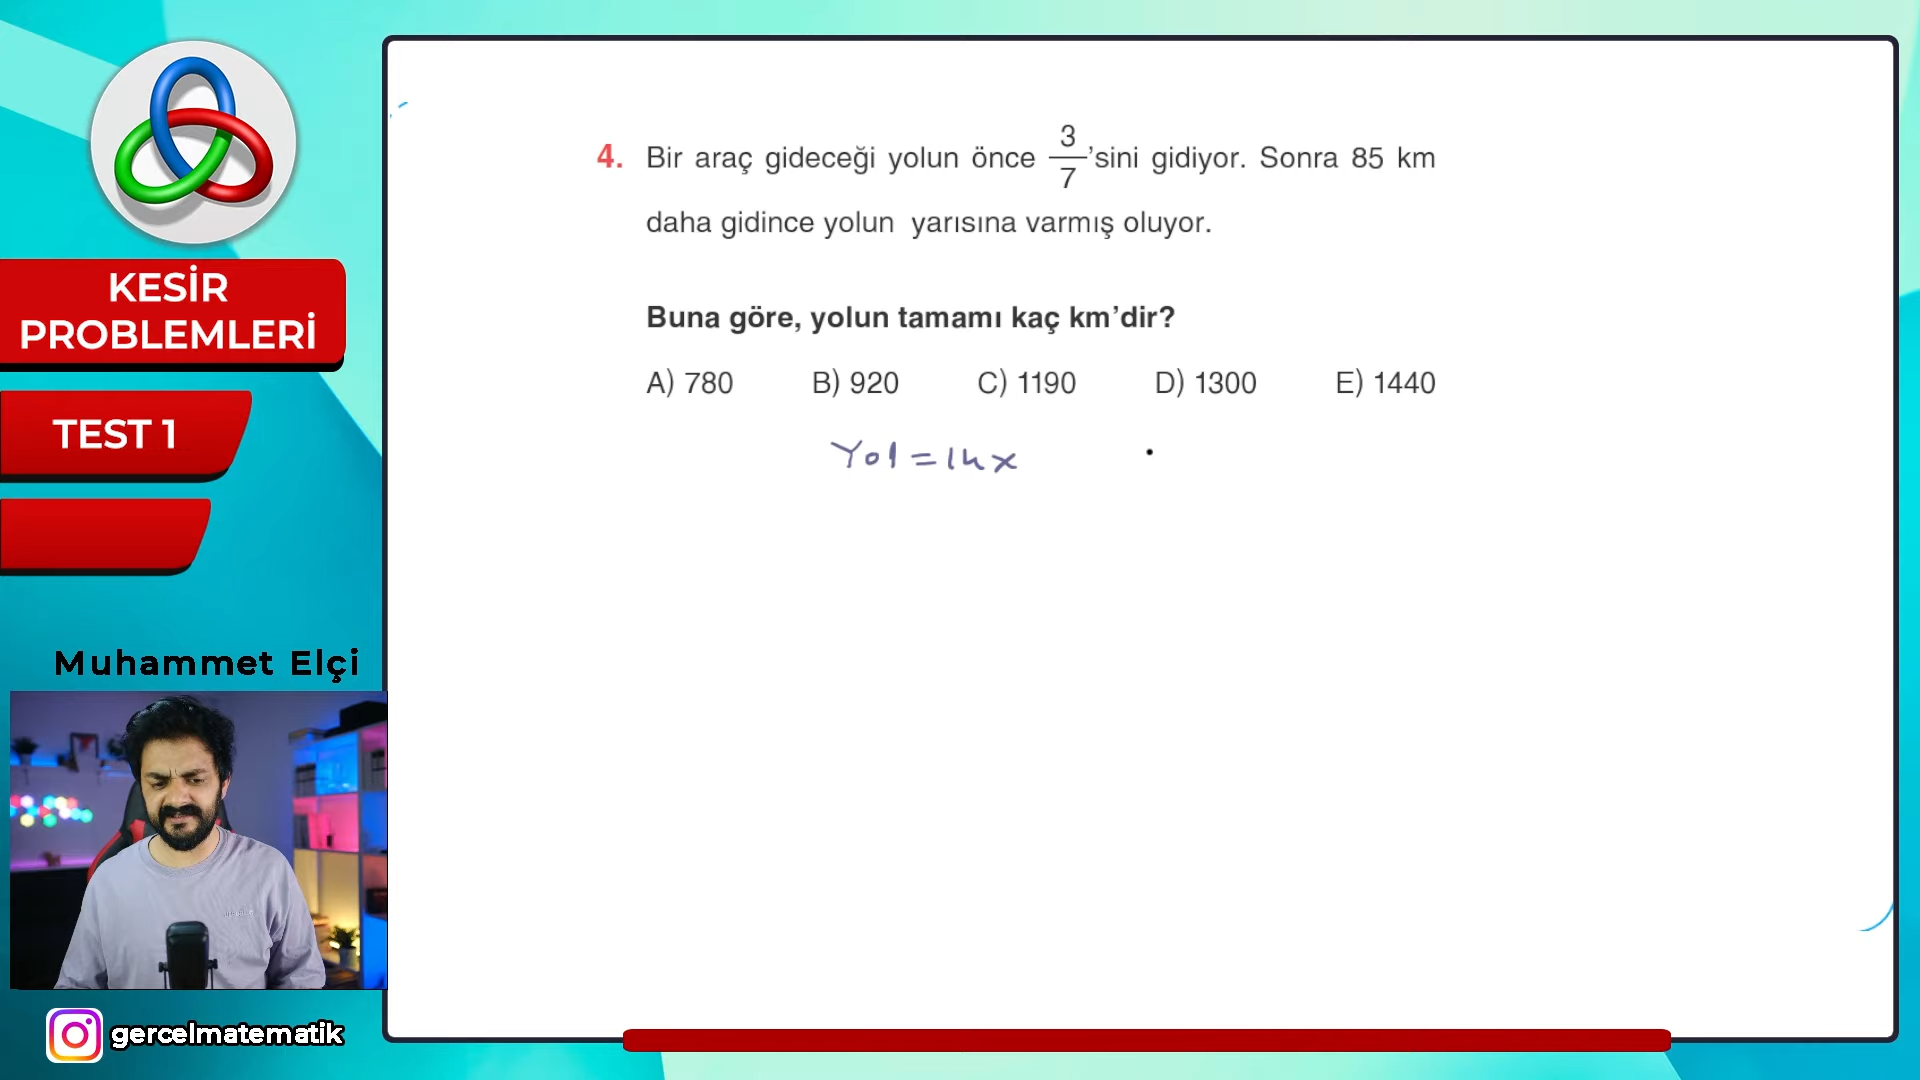 KESİR
PROBLEMLERİ
TEST 1
4. Bir araç gideceği yolun önce 3/7'sini gidiyor. Sonra 85 km
daha gidince yolun yarısına varmış oluyor.
Buna göre, yolun tamamı kaç km'dir?
A) 780 B) 920 C) 1190 D) 1300 E) 1440
Yol = 14x
Muhammet Elçi
gercelmatematik